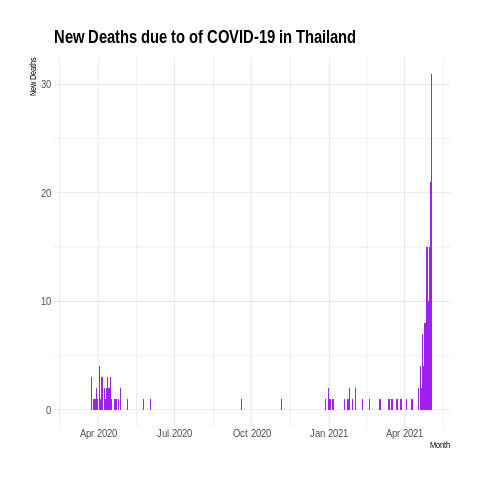 New Deaths due to of COVID-19 in Thailand
New Deaths
30
20
10
0
Apr 2020 Jul 2020 Oct 2020 Jan 2021 Apr 2021
Month